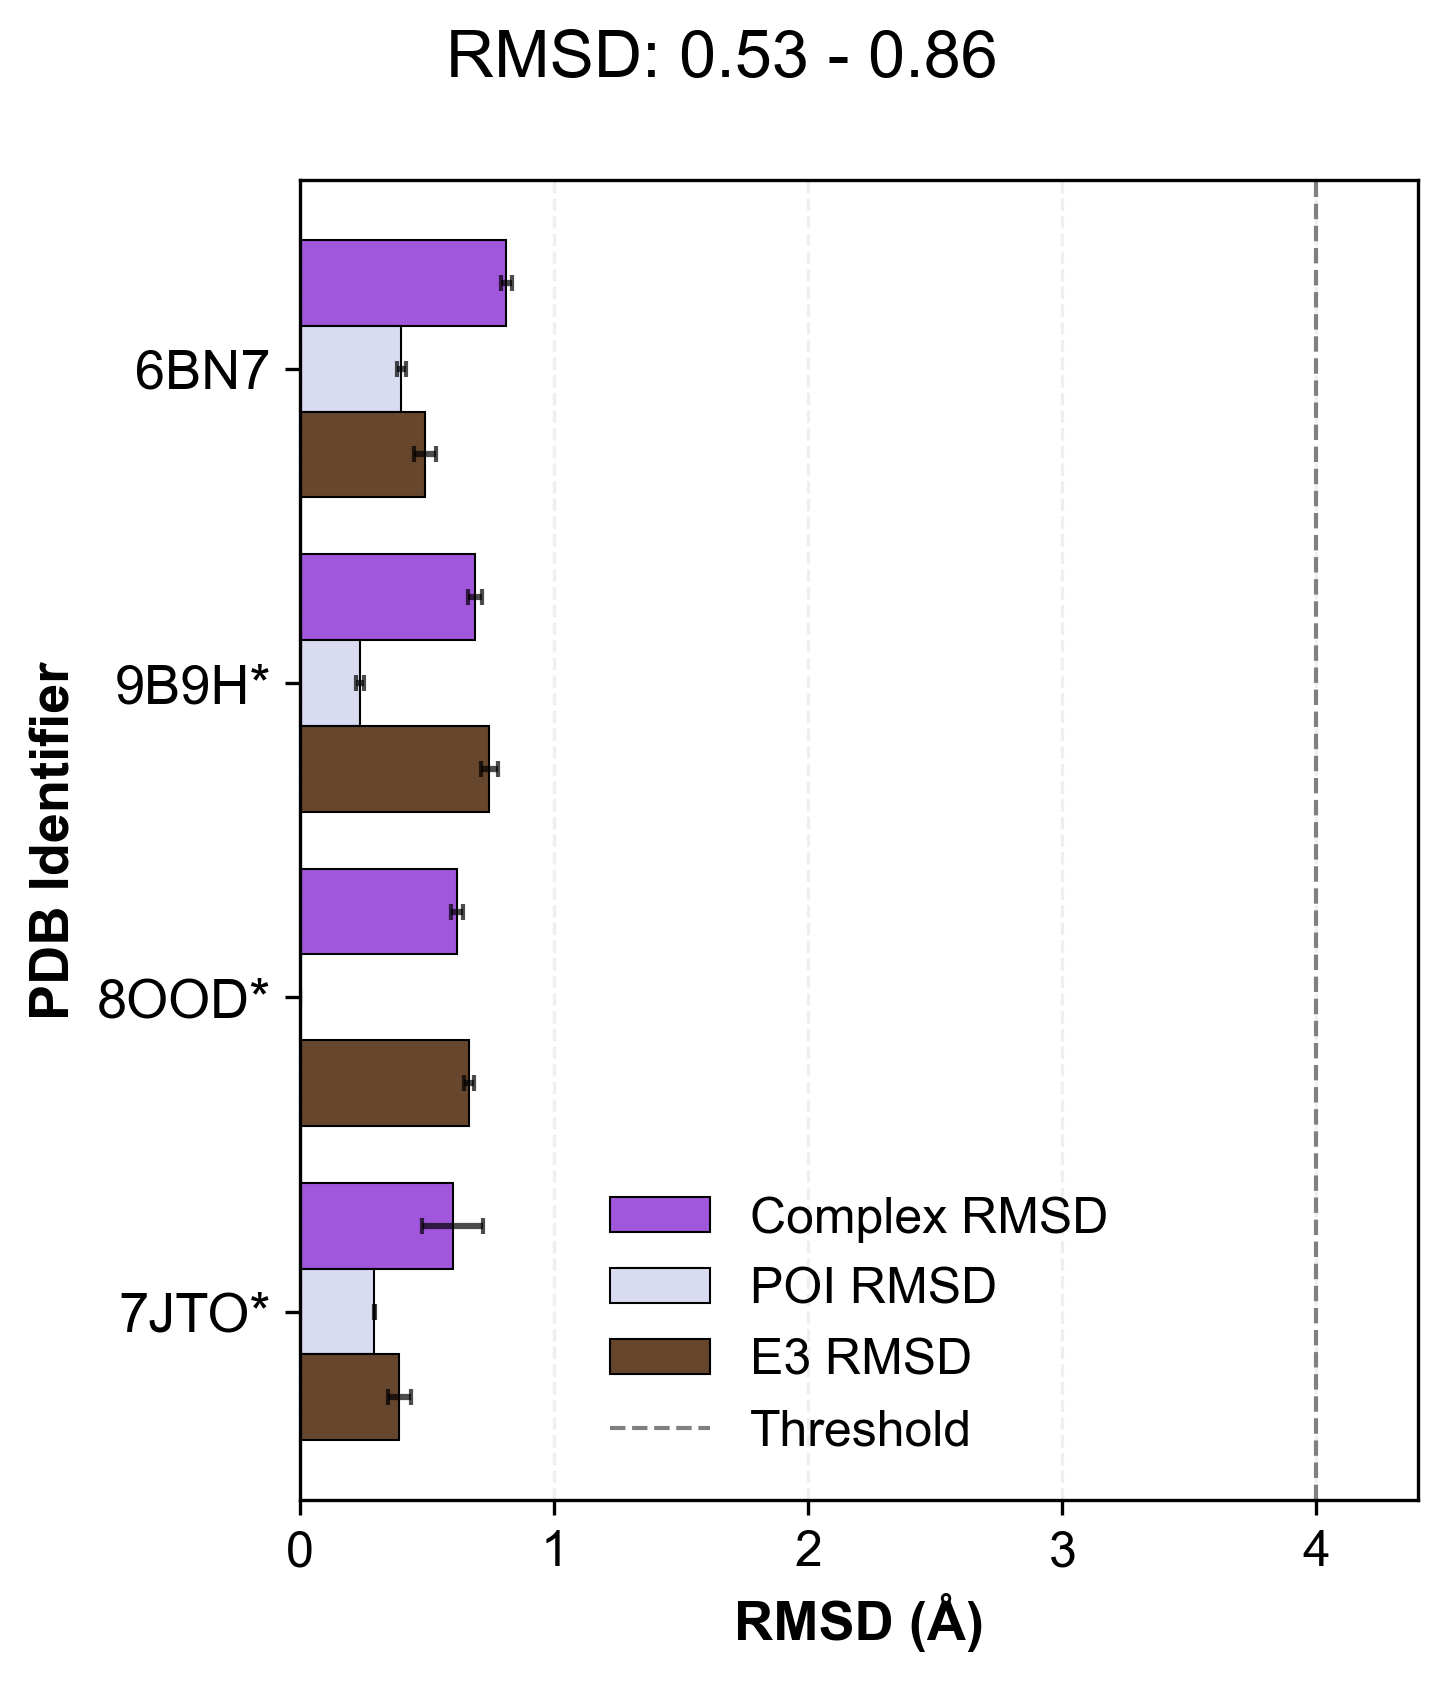 RMSD: 0.53 - 0.86
PDB Identifier
6BN7
9B9H*
8OOD*
7JTO*
Complex RMSD
POI RMSD
E3 RMSD
Threshold
0 1 2 3 4
RMSD (Å)